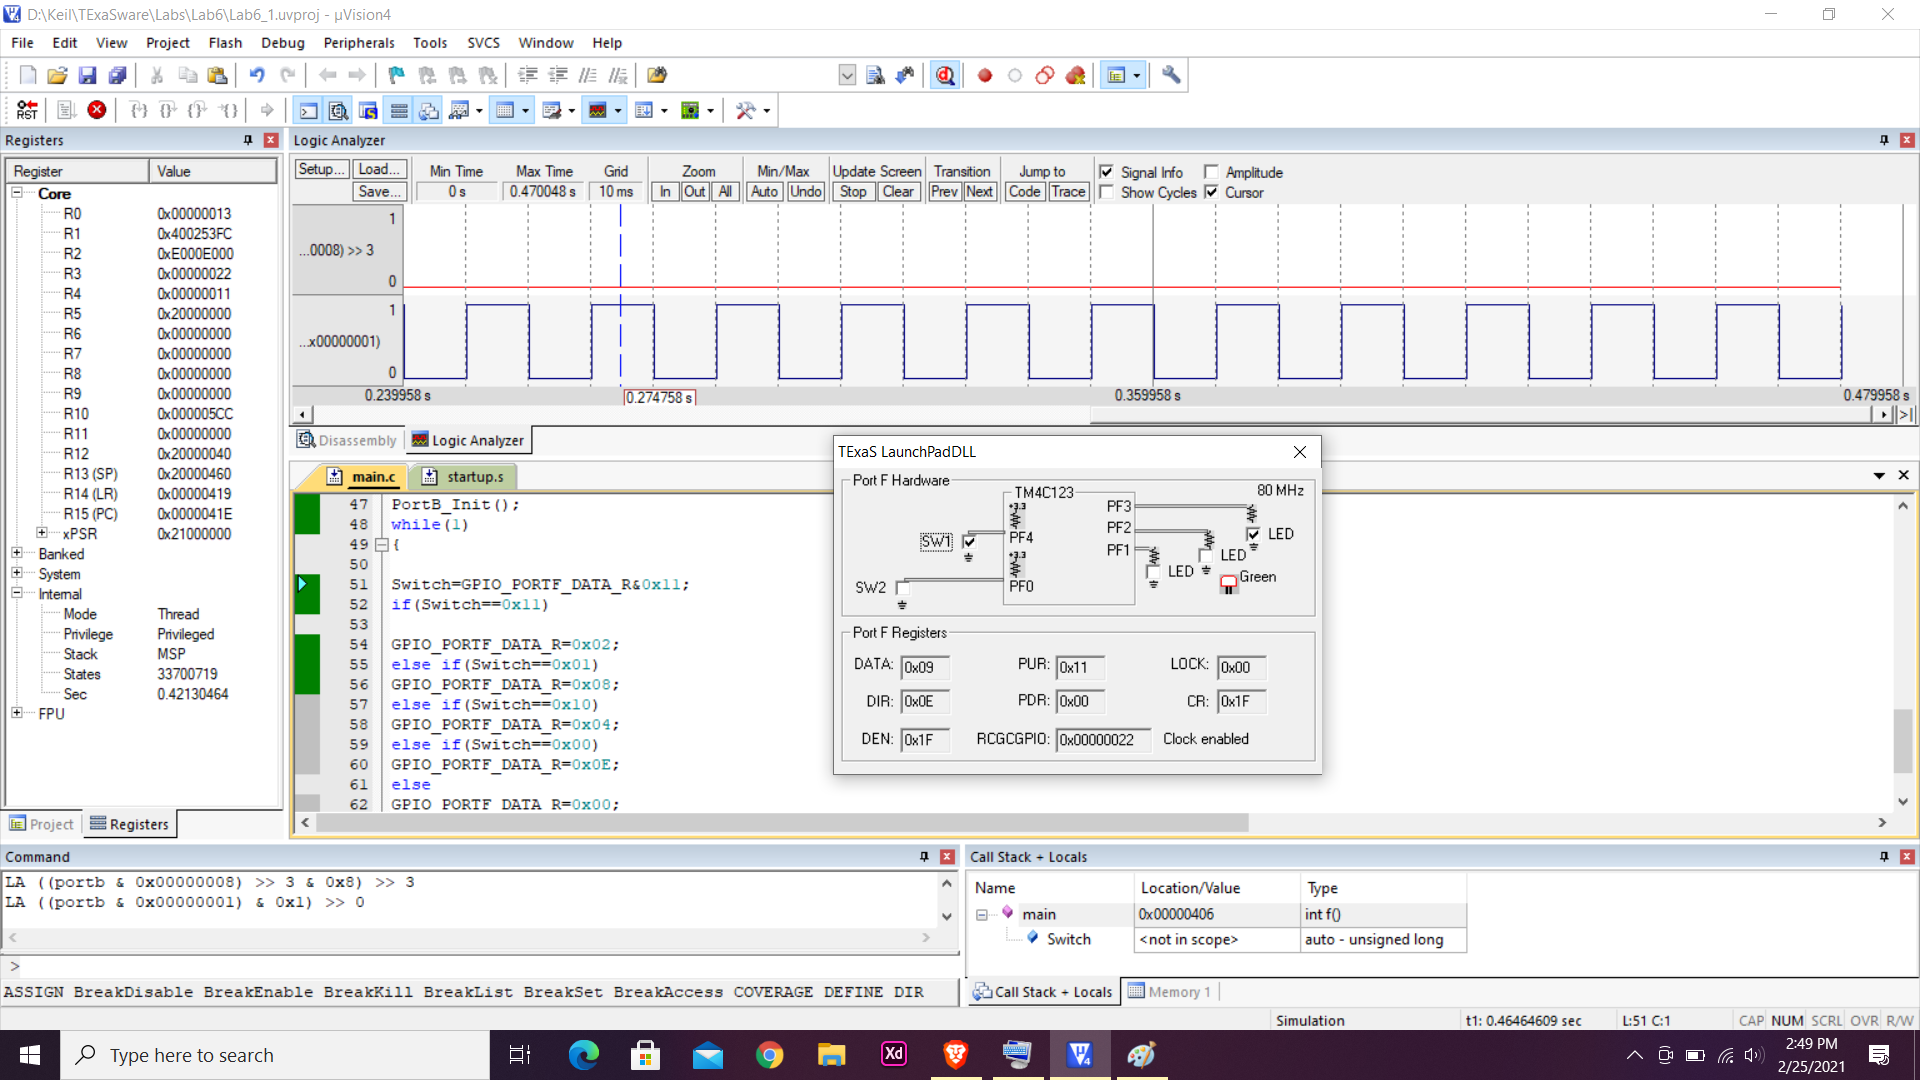 D:\Keil\TExaSware\Labs\Lab6\Lab6_1.uvproj - µVision4
File Edit View Project Flash Debug Peripherals Tools SVCS Window Help
RST
Registers
Register Value
Core
R0 0x00000013
R1 0x400253FC
R2 0xE000E000
R3 0x00000022
R4 0x00000011
R5 0x20000000
R6 0x00000000
R7 0x00000000
R8 0x00000000
R9 0x00000000
R10 0x000005CC
R11 0x00000000
R12 0x20000040
R13 (SP) 0x20000460
R14 (LR) 0x00000419
R15 (PC) 0x0000041E
xPSR 0x21000000
Banked
System
Internal
Mode Thread
Privilege Privileged
Stack MSP
States 33700719
Sec 0.42130464
FPU
Project Registers
Logic Analyzer
Setup... Load... Min Time Max Time Grid Zoom Min/Max Update Screen Transition Jump to Signal Info Amplitude
Save... 0 s 0.470048 s 10 ms In Out All Auto Undo Stop Clear Prev Next Code Trace Show Cycles Cursor
1
...0008) >> 3
0
1
...x00000001)
0
0.239958 s 0.274758 s 0.359958 s 0.479958 s
Disassembly Logic Analyzer
main.c startup.s
47 PortB_Init();
48 while(1)
49 {
50
51 Switch=GPIO_PORTF_DATA_R&0x11;
52 if(Switch==0x11)
53
54 GPIO_PORTF_DATA_R=0x02;
55 else if(Switch==0x01)
56 GPIO_PORTF_DATA_R=0x08;
57 else if(Switch==0x10)
58 GPIO_PORTF_DATA_R=0x04;
59 else if(Switch==0x00)
60 GPIO_PORTF_DATA_R=0x0E;
61 else
62 GPIO_PORTF_DATA_R=0x00;
TExaS LaunchPadDLL
Port F Hardware
TM4C123 80 MHz
+3.3 PF3
SW1 PF4 PF2 LED
+3.3 PF1 LED
LED Green
SW2 PF0
Port F Registers
DATA: 0x09 PUR: 0x11 LOCK: 0x00
DIR: 0x0E PDR: 0x00 CR: 0x1F
DEN: 0x1F RCGCGPIO: 0x00000022 Clock enabled
Command
LA ((portb & 0x00000008) >> 3 & 0x8) >> 3
LA ((portb & 0x00000001) & 0x1) >> 0
>
ASSIGN BreakDisable BreakEnable BreakKill BreakList BreakSet BreakAccess COVERAGE DEFINE DIR
Call Stack + Locals
Name Location/Value Type
main 0x00000406 int f()
Switch <not in scope> auto - unsigned long
Call Stack + Locals Memory 1
Simulation t1: 0.46464609 sec L:51 C:1 CAP NUM SCRL OVR R/W
Type here to search
Xd
2:49 PM
2/25/2021